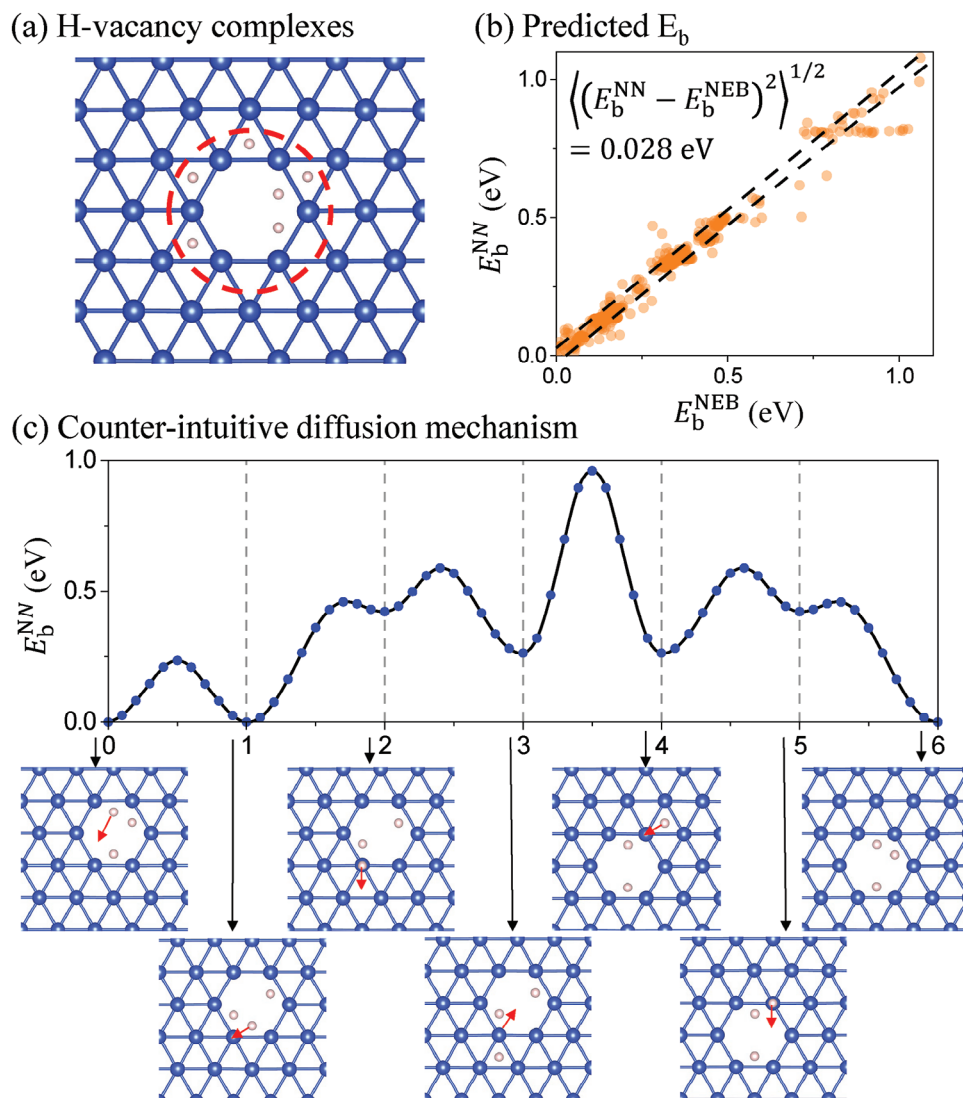 (a) H-vacancy complexes
(b) Predicted E_b
⟨(E_b^NN − E_b^NEB)^2⟩^1/2
= 0.028 eV
E_b^NN (eV)
1.0
0.5
0.0
0.0 0.5 1.0
E_b^NEB (eV)
(c) Counter-intuitive diffusion mechanism
E_b^NN (eV)
1.0
0.5
0.0
0 1 2 3 4 5 6